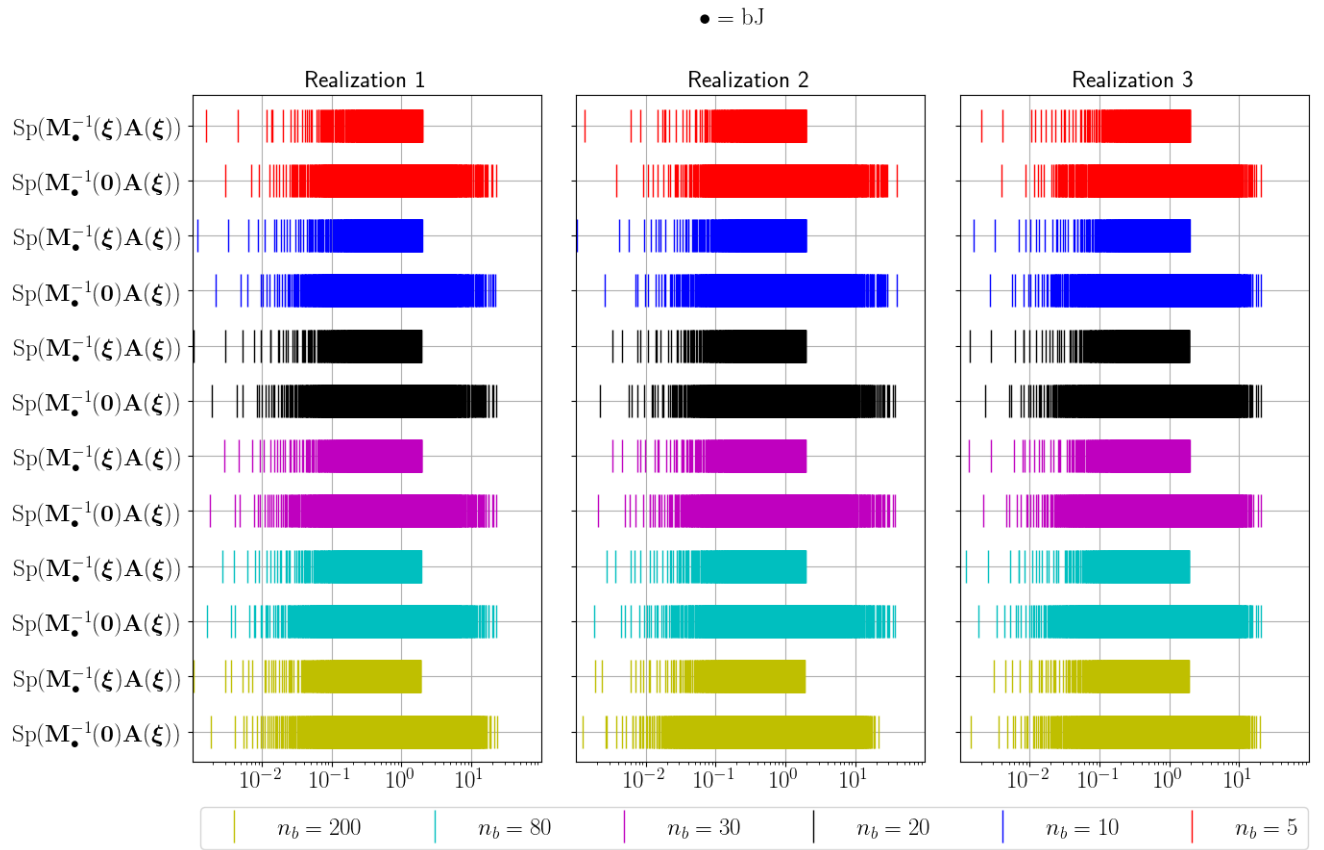 ● = bJ
Realization 1 Realization 2 Realization 3
Sp(M●⁻¹(ξ)A(ξ))
Sp(M●⁻¹(0)A(ξ))
Sp(M●⁻¹(ξ)A(ξ))
Sp(M●⁻¹(0)A(ξ))
Sp(M●⁻¹(ξ)A(ξ))
Sp(M●⁻¹(0)A(ξ))
Sp(M●⁻¹(ξ)A(ξ))
Sp(M●⁻¹(0)A(ξ))
Sp(M●⁻¹(ξ)A(ξ))
Sp(M●⁻¹(0)A(ξ))
Sp(M●⁻¹(ξ)A(ξ))
Sp(M●⁻¹(0)A(ξ))
10⁻² 10⁻¹ 10⁰ 10¹ 10⁻² 10⁻¹ 10⁰ 10¹ 10⁻² 10⁻¹ 10⁰ 10¹
n_b = 200 n_b = 80 n_b = 30 n_b = 20 n_b = 10 n_b = 5